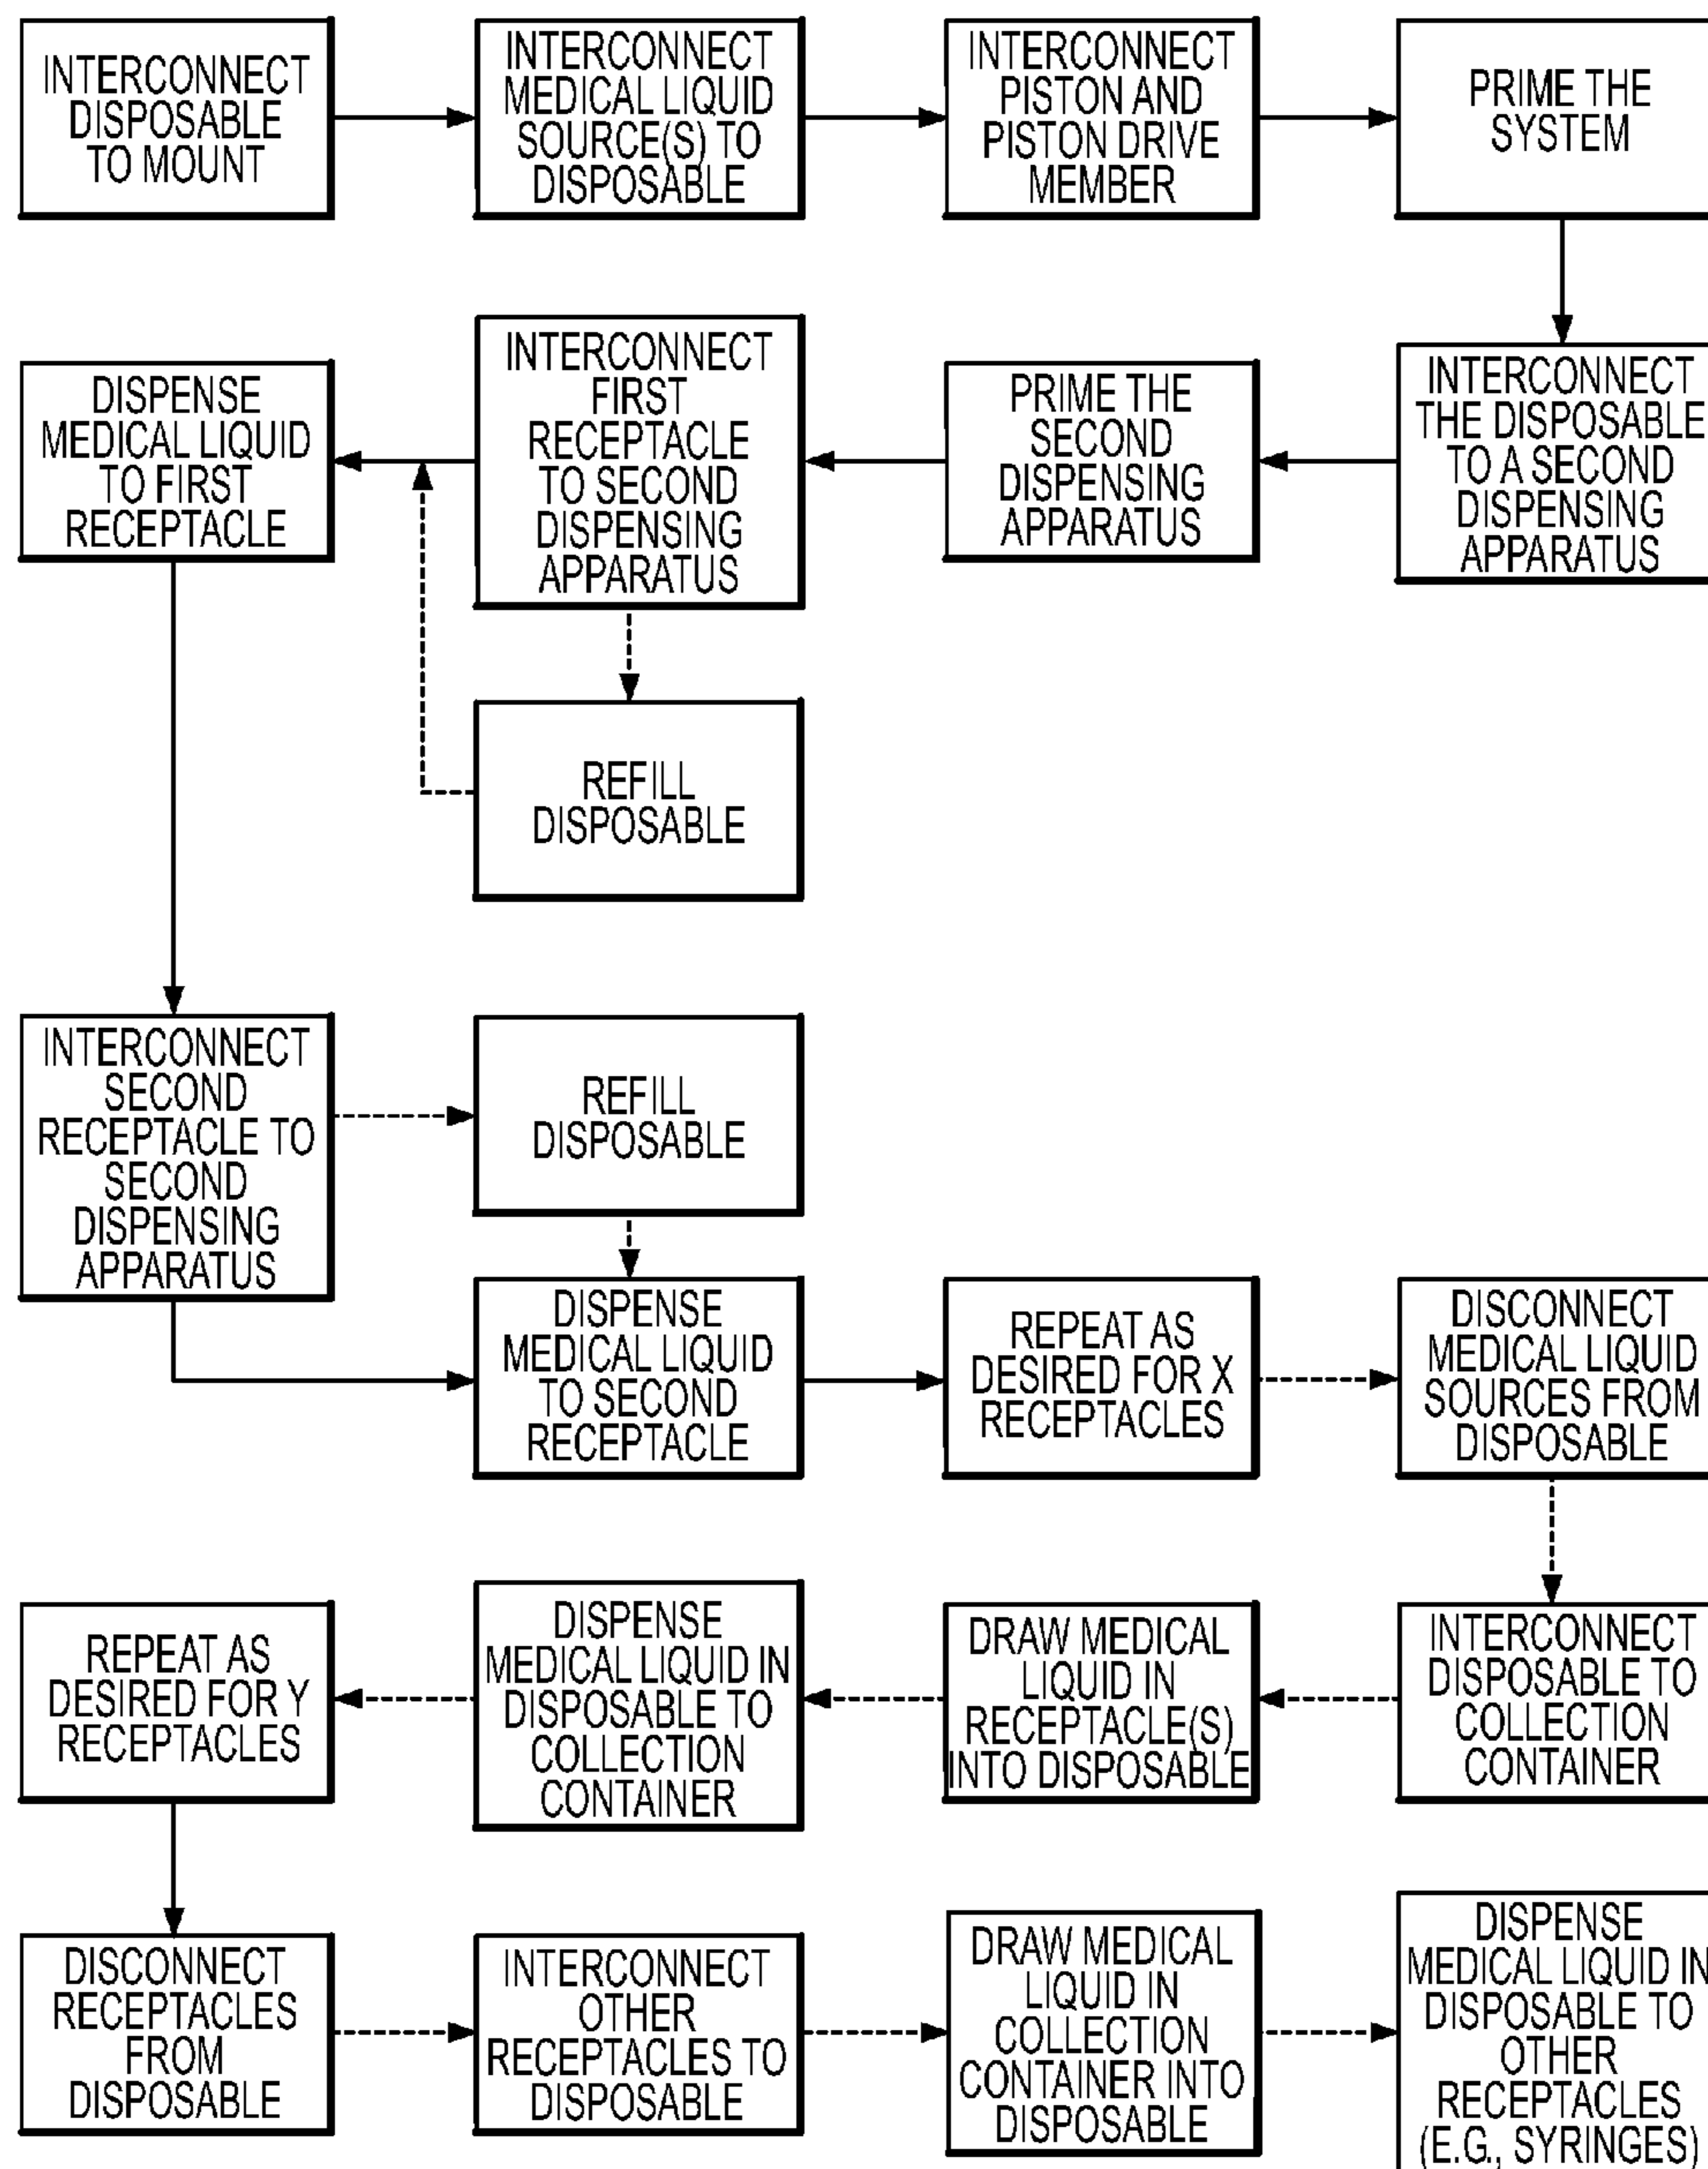 INTERCONNECT
DISPOSABLE
TO MOUNT
INTERCONNECT
MEDICAL LIQUID
SOURCE(S) TO
DISPOSABLE
INTERCONNECT
PISTON AND
PISTON DRIVE
MEMBER
PRIME THE
SYSTEM
INTERCONNECT
THE DISPOSABLE
TO A SECOND
DISPENSING
APPARATUS
PRIME THE
SECOND
DISPENSING
APPARATUS
INTERCONNECT
FIRST
RECEPTACLE
TO SECOND
DISPENSING
APPARATUS
DISPENSE
MEDICAL LIQUID
TO FIRST
RECEPTACLE
REFILL
DISPOSABLE
INTERCONNECT
SECOND
RECEPTACLE TO
SECOND
DISPENSING
APPARATUS
REFILL
DISPOSABLE
DISPENSE
MEDICAL LIQUID
TO SECOND
RECEPTACLE
REPEAT AS
DESIRED FOR X
RECEPTACLES
DISCONNECT
MEDICAL LIQUID
SOURCES FROM
DISPOSABLE
INTERCONNECT
DISPOSABLE TO
COLLECTION
CONTAINER
DRAW MEDICAL
LIQUID IN
RECEPTACLE(S)
INTO DISPOSABLE
DISPENSE
MEDICAL LIQUID IN
DISPOSABLE TO
COLLECTION
CONTAINER
REPEAT AS
DESIRED FOR Y
RECEPTACLES
DISCONNECT
RECEPTACLES
FROM
DISPOSABLE
INTERCONNECT
OTHER
RECEPTACLES TO
DISPOSABLE
DRAW MEDICAL
LIQUID IN
COLLECTION
CONTAINER INTO
DISPOSABLE
DISPENSE
MEDICAL LIQUID IN
DISPOSABLE TO
OTHER
RECEPTACLES
(E.G., SYRINGES)